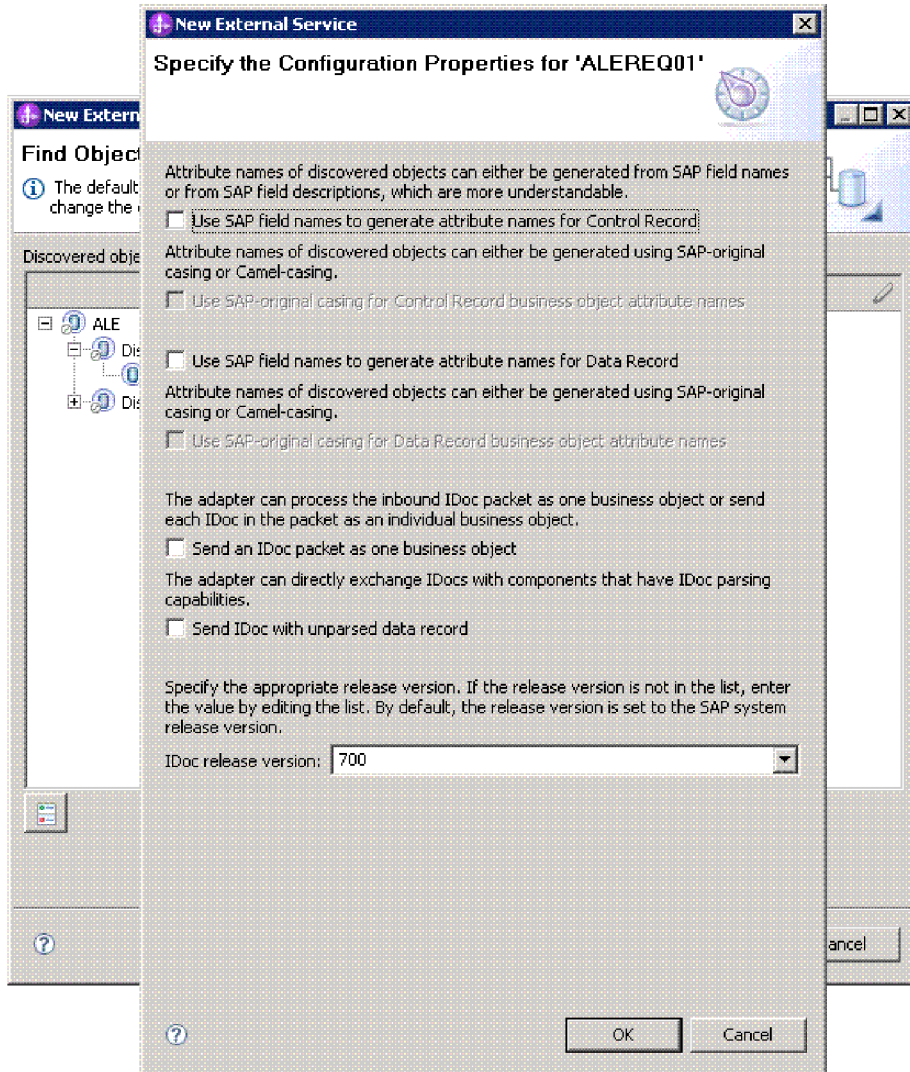 New External Service
Specify the Configuration Properties for 'ALEREQ01'
Attribute names of discovered objects can either be generated from SAP field names
or from SAP field descriptions, which are more understandable.
Use SAP field names to generate attribute names for Control Record
Attribute names of discovered objects can either be generated using SAP-original
casing or Camel-casing.
Use SAP-original casing for Control Record business object attribute names
Use SAP field names to generate attribute names for Data Record
Attribute names of discovered objects can either be generated using SAP-original
casing or Camel-casing.
Use SAP-original casing for Data Record business object attribute names
The adapter can process the inbound IDoc packet as one business object or send
each IDoc in the packet as an individual business object.
Send an IDoc packet as one business object
The adapter can directly exchange IDocs with components that have IDoc parsing
capabilities.
Send IDoc with unparsed data record
Specify the appropriate release version. If the release version is not in the list, enter
the value by editing the list. By default, the release version is set to the SAP system
release version.
IDoc release version: 700
OK Cancel
New Extern
Find Object
The default
change the
Discovered obje
ALE
Dis
Dis
ancel